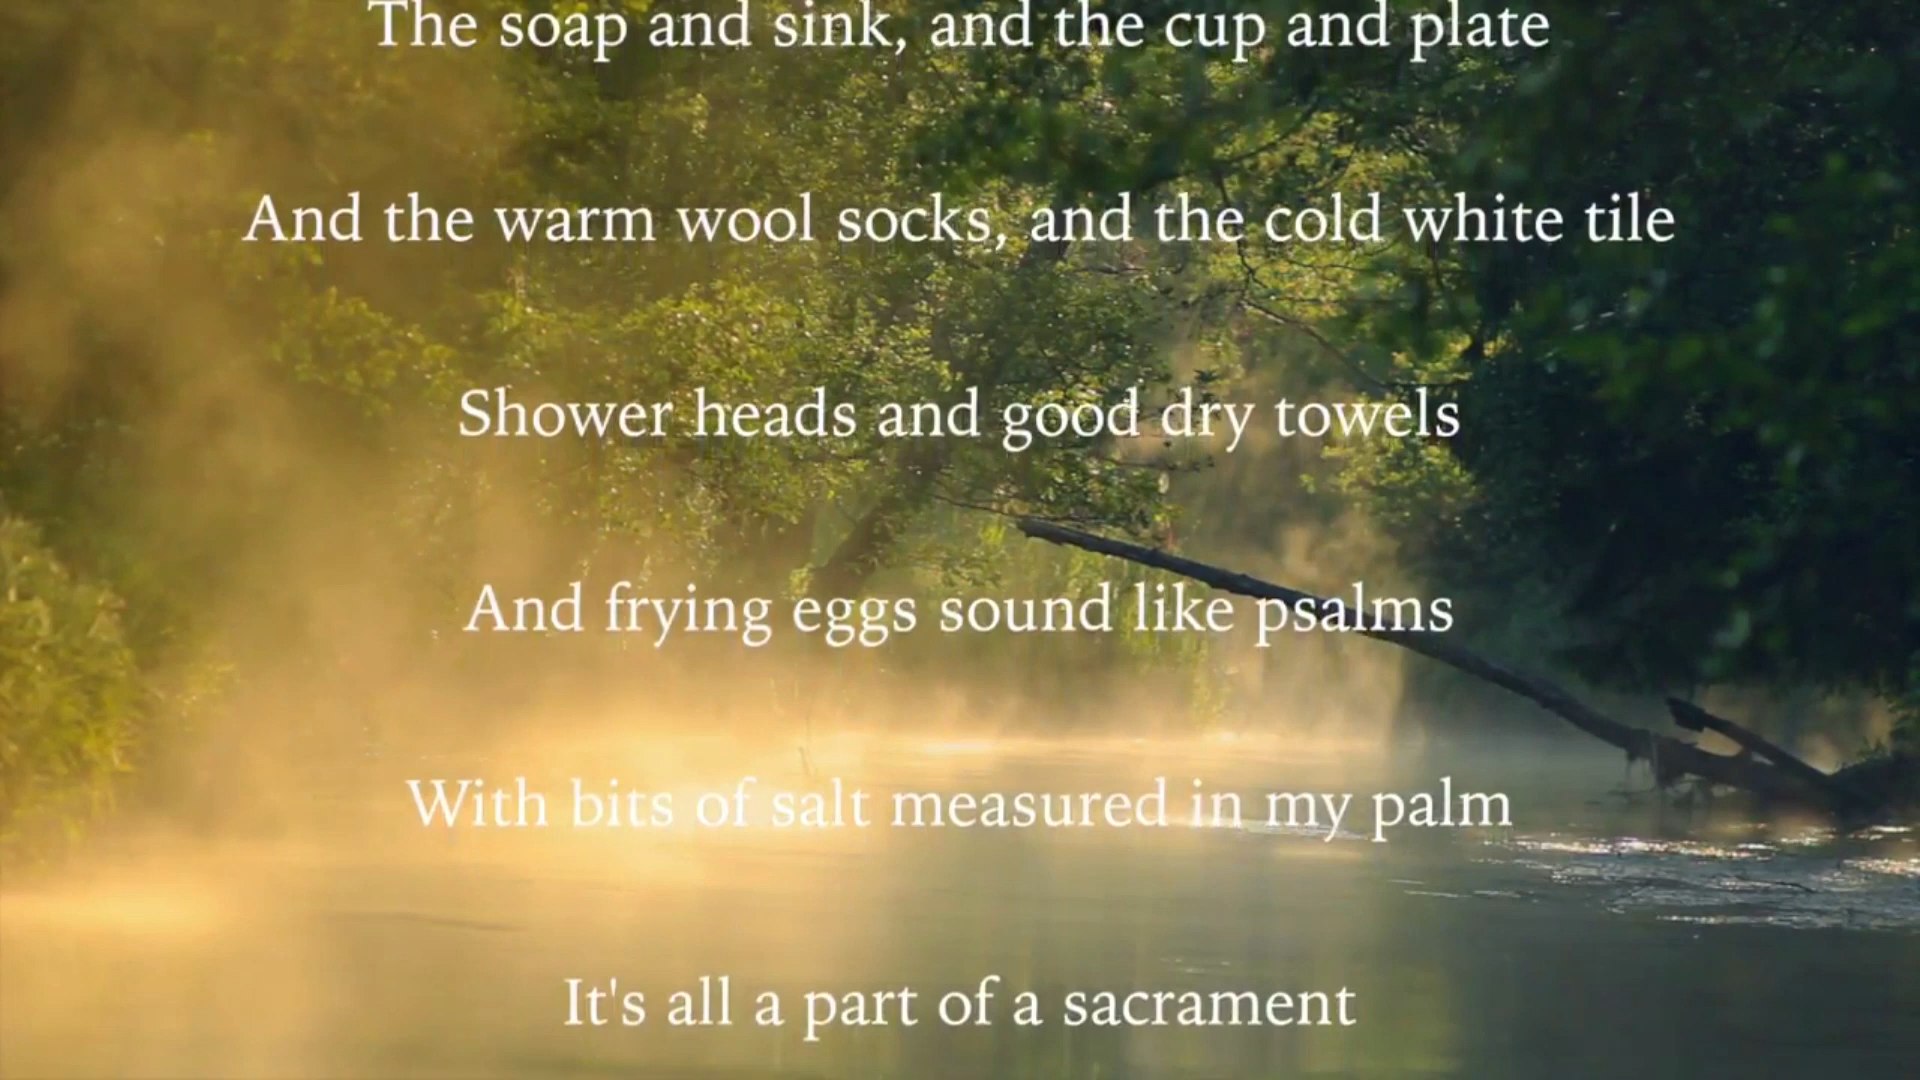 The soap and sink, and the cup and plate
And the warm wool socks, and the cold white tile
Shower heads and good dry towels
And frying eggs sound like psalms
With bits of salt measured in my palm
It's all a part of a sacrament